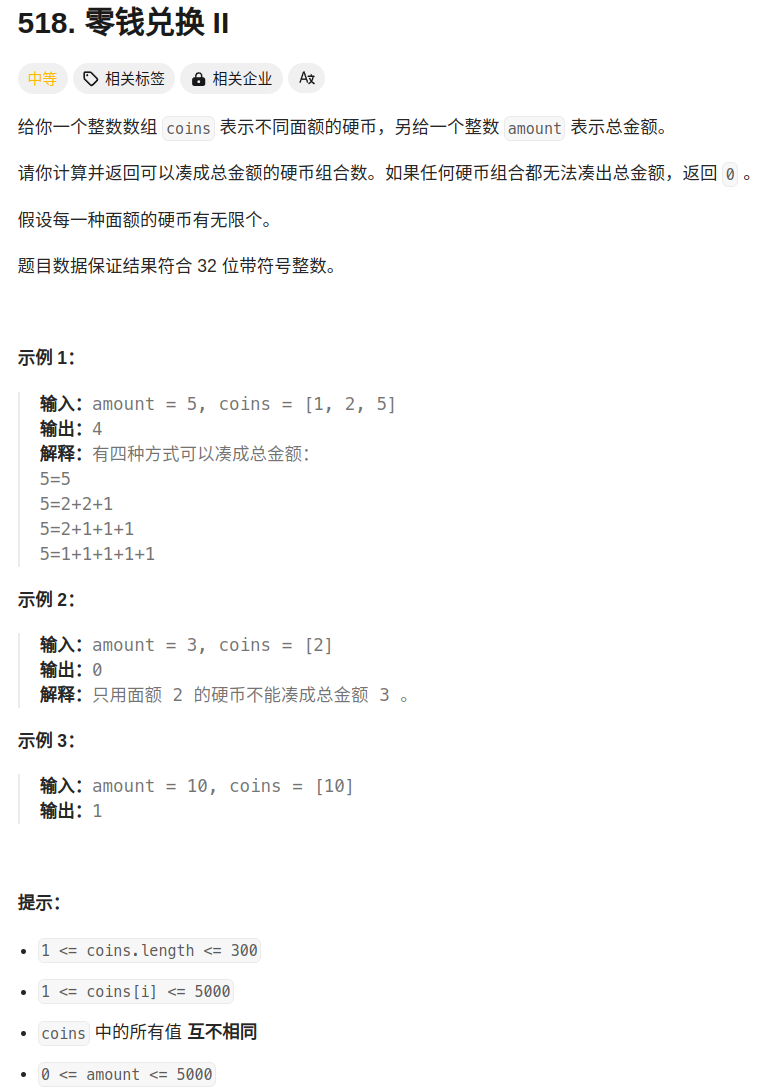 518. 零钱兑换 II
中等 相关标签 相关企业 A文
给你一个整数数组 coins 表示不同面额的硬币，另给一个整数 amount 表示总金额。
请你计算并返回可以凑成总金额的硬币组合数。如果任何硬币组合都无法凑出总金额，返回 0 。
假设每一种面额的硬币有无限个。
题目数据保证结果符合 32 位带符号整数。
示例 1：
输入：amount = 5, coins = [1, 2, 5]
输出：4
解释：有四种方式可以凑成总金额：
5=5
5=2+2+1
5=2+1+1+1
5=1+1+1+1+1
示例 2：
输入：amount = 3, coins = [2]
输出：0
解释：只用面额 2 的硬币不能凑成总金额 3 。
示例 3：
输入：amount = 10, coins = [10]
输出：1
提示：
• 1 <= coins.length <= 300
• 1 <= coins[i] <= 5000
• coins 中的所有值 互不相同
• 0 <= amount <= 5000